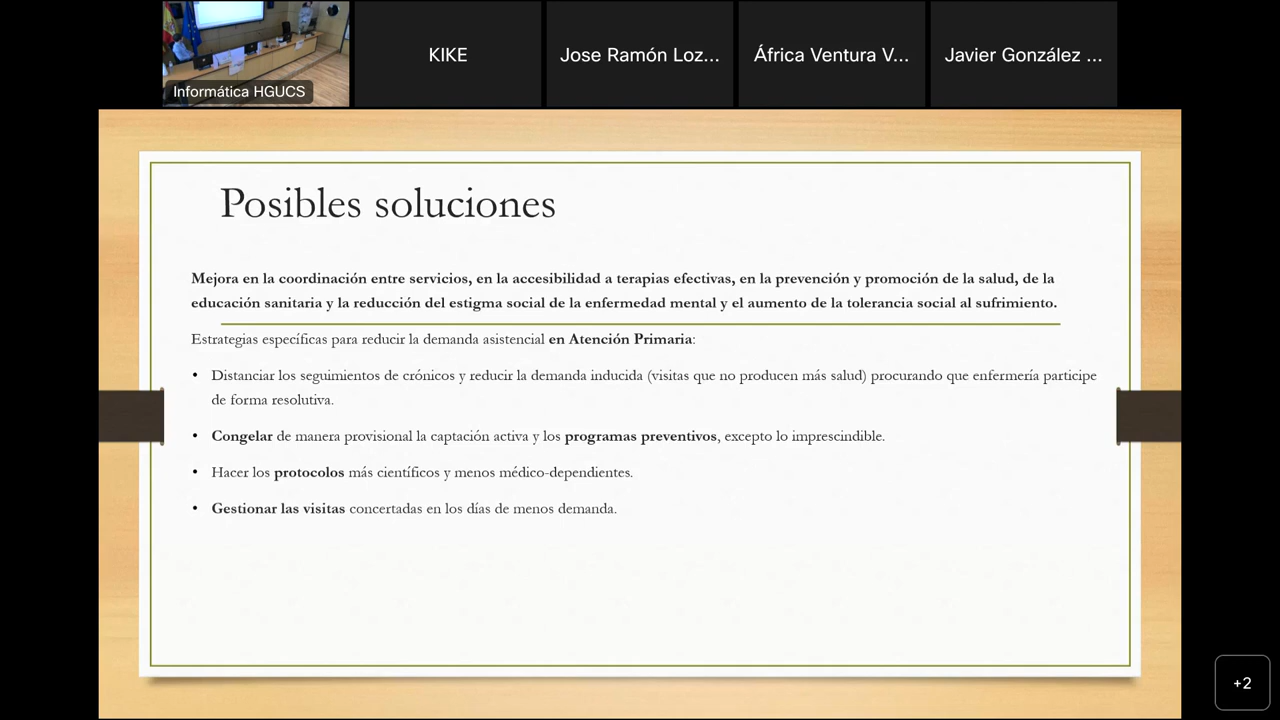 Informática HGUCS
KIKE
Jose Ramón Loz...
África Ventura V...
Javier González ...
Posibles soluciones
Mejora en la coordinación entre servicios, en la accesibilidad a terapias efectivas, en la prevención y promoción de la salud, de la
educación sanitaria y la reducción del estigma social de la enfermedad mental y el aumento de la tolerancia social al sufrimiento.
Estrategias específicas para reducir la demanda asistencial en Atención Primaria:
• Distanciar los seguimientos de crónicos y reducir la demanda inducida (visitas que no producen más salud) procurando que enfermería participe
de forma resolutiva.
• Congelar de manera provisional la captación activa y los programas preventivos, excepto lo imprescindible.
• Hacer los protocolos más científicos y menos médico-dependientes.
• Gestionar las visitas concertadas en los días de menos demanda.
+2